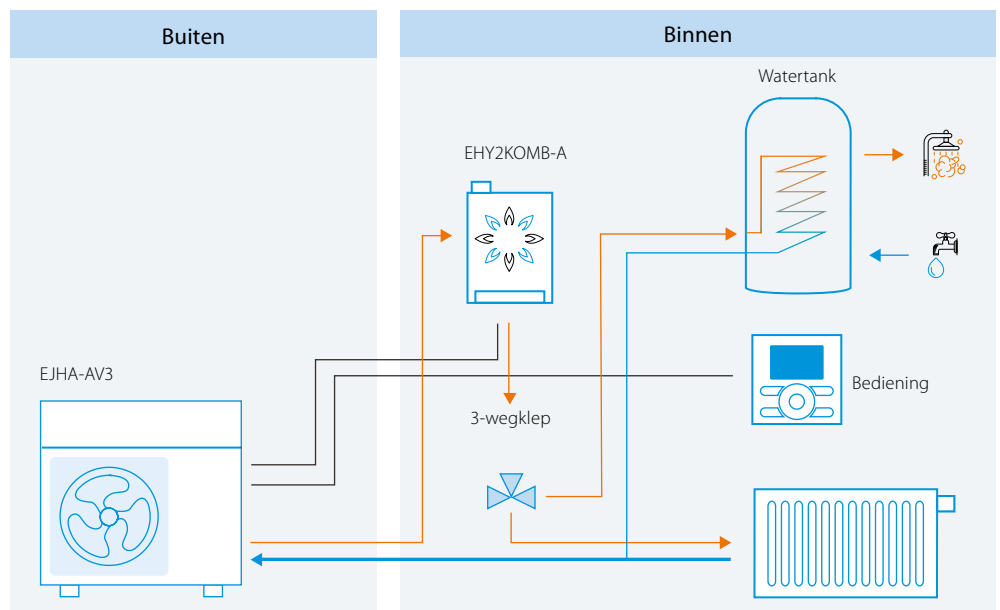 Buiten
Binnen
Watertank
EHY2KOMB-A
EJHA-AV3
Bediening
3-wegklep